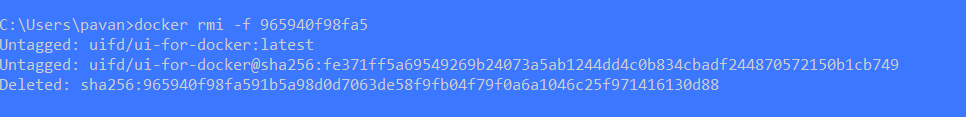 C:\Users\pavan>docker rmi -f 965940f98fa5
Untagged: uifd/ui-for-docker:latest
Untagged: uifd/ui-for-docker@sha256:fe371ff5a69549269b24073a5ab1244dd4c0b834cbadf244870572150b1cb749
Deleted: sha256:965940f98fa591b5a98d0d7063de58f9fb04f79f0a6a1046c25f971416130d88